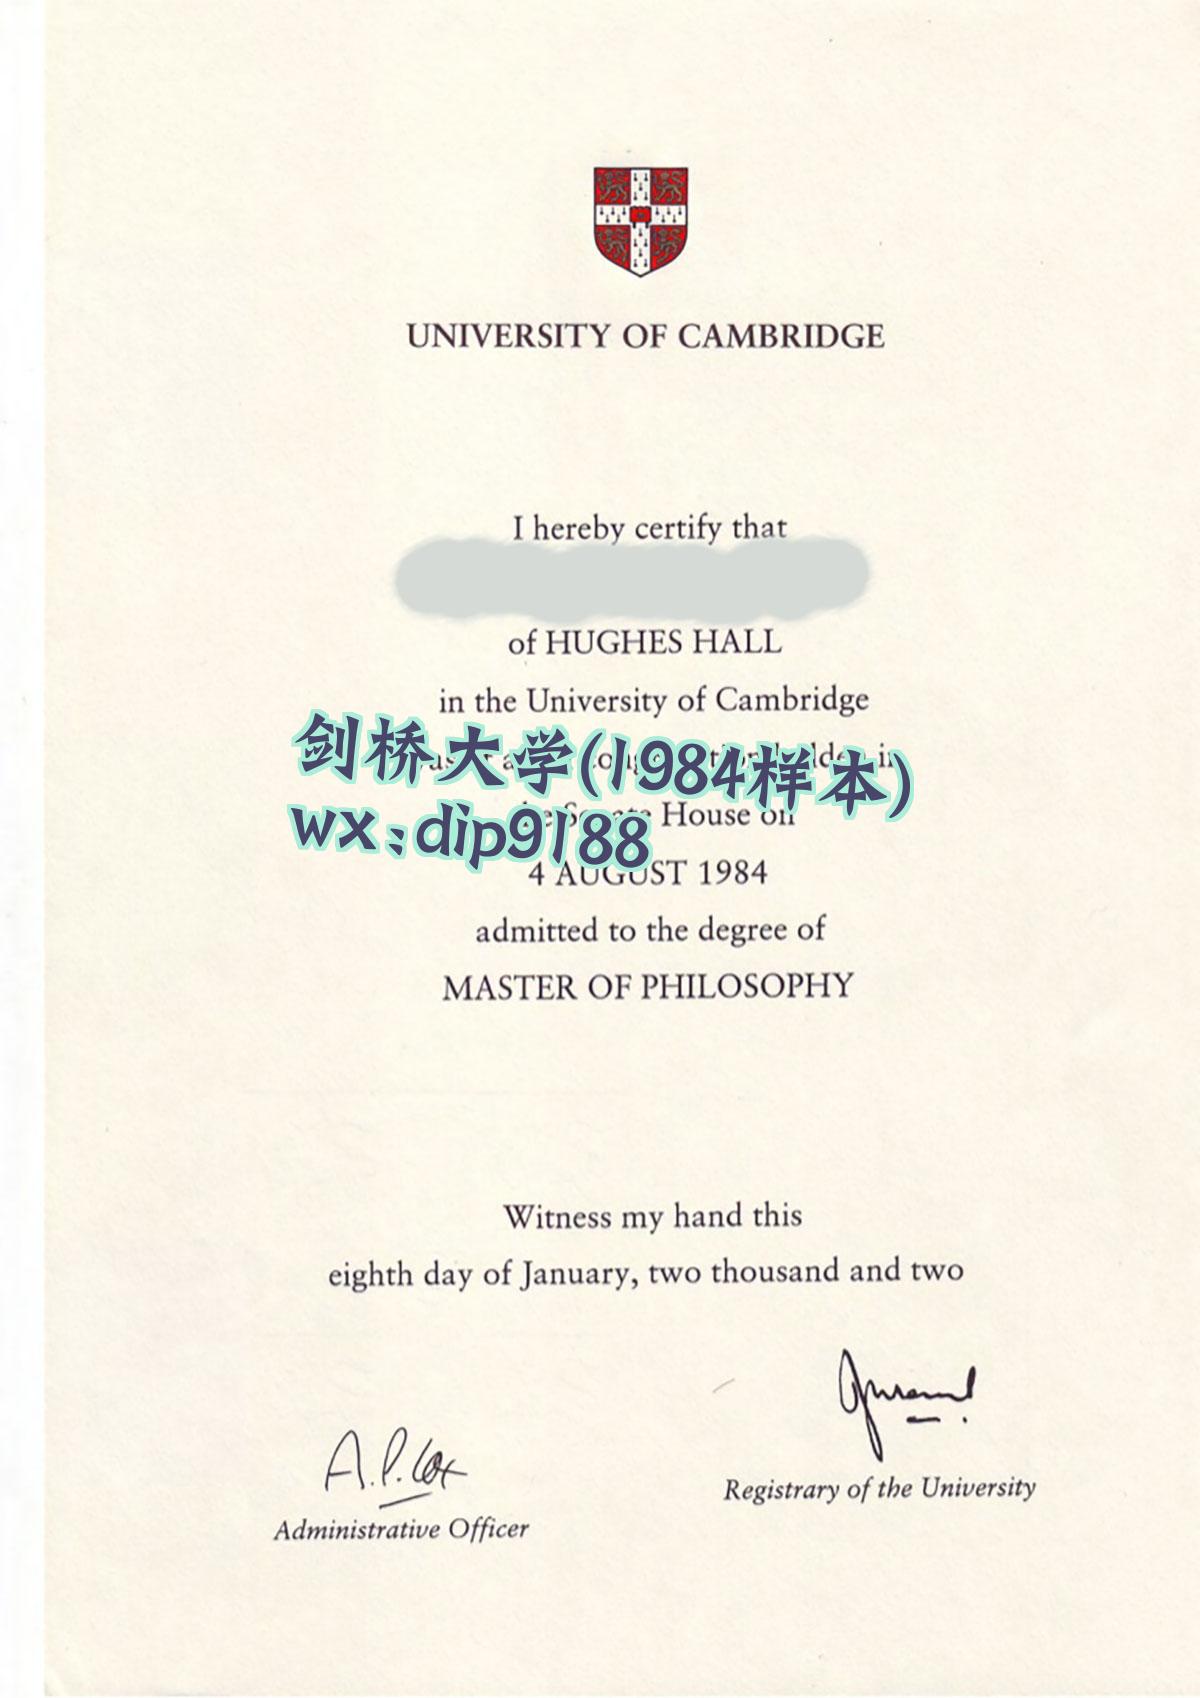 UNIVERSITY OF CAMBRIDGE
I hereby certify that
of HUGHES HALL
in the University of Cambridge
剑桥大学(1984样本)
House on
wx:dip9188
4 AUGUST 1984
admitted to the degree of
MASTER OF PHILOSOPHY
Witness my hand this
eighth day of January, two thousand and two
A.P. Cox
Administrative Officer
Registrary of the University